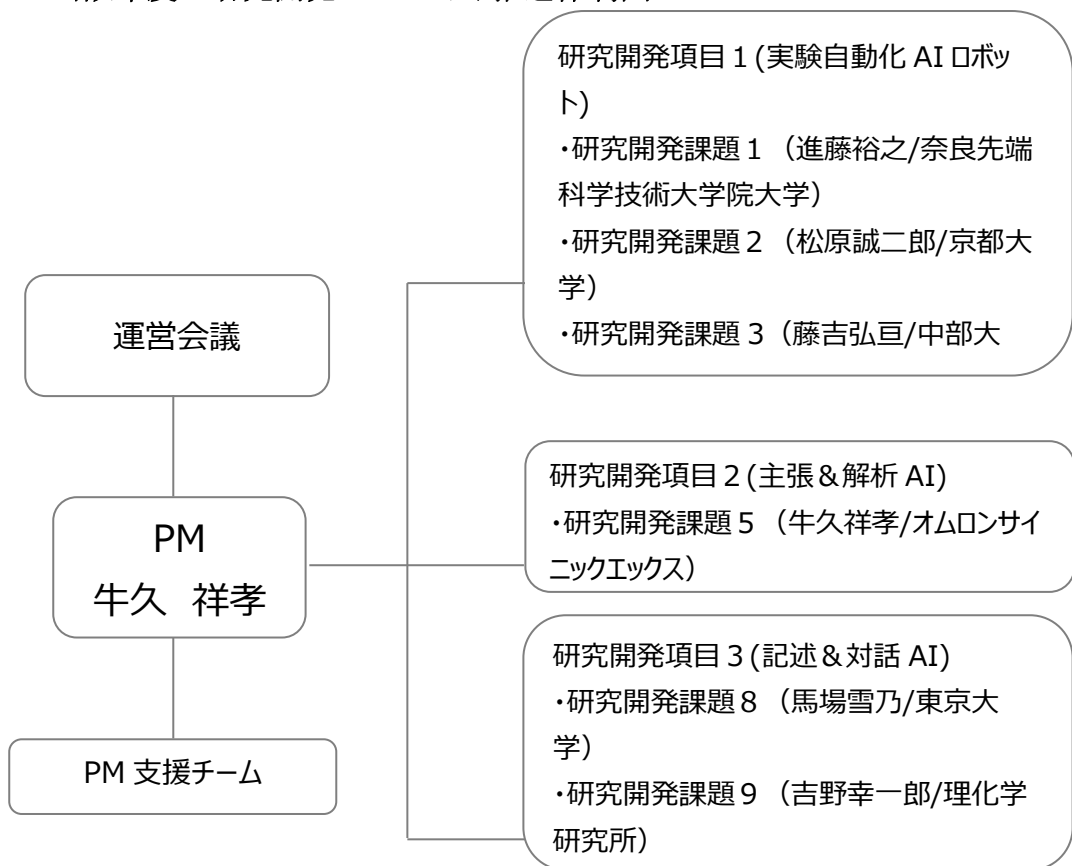 研究開発項目１(実験自動化 AI ロボッ
ト)
・研究開発課題１（進藤裕之/奈良先端
科学技術大学院大学）
・研究開発課題２（松原誠二郎/京都大
学）
・研究開発課題３（藤吉弘亘/中部大
運営会議
PM
牛久　祥孝
PM 支援チーム
研究開発項目２(主張＆解析 AI)
・研究開発課題５（牛久祥孝/オムロンサイ
ニックエックス）
研究開発項目３(記述＆対話 AI)
・研究開発課題８（馬場雪乃/東京大
学）
・研究開発課題９（吉野幸一郎/理化学
研究所）